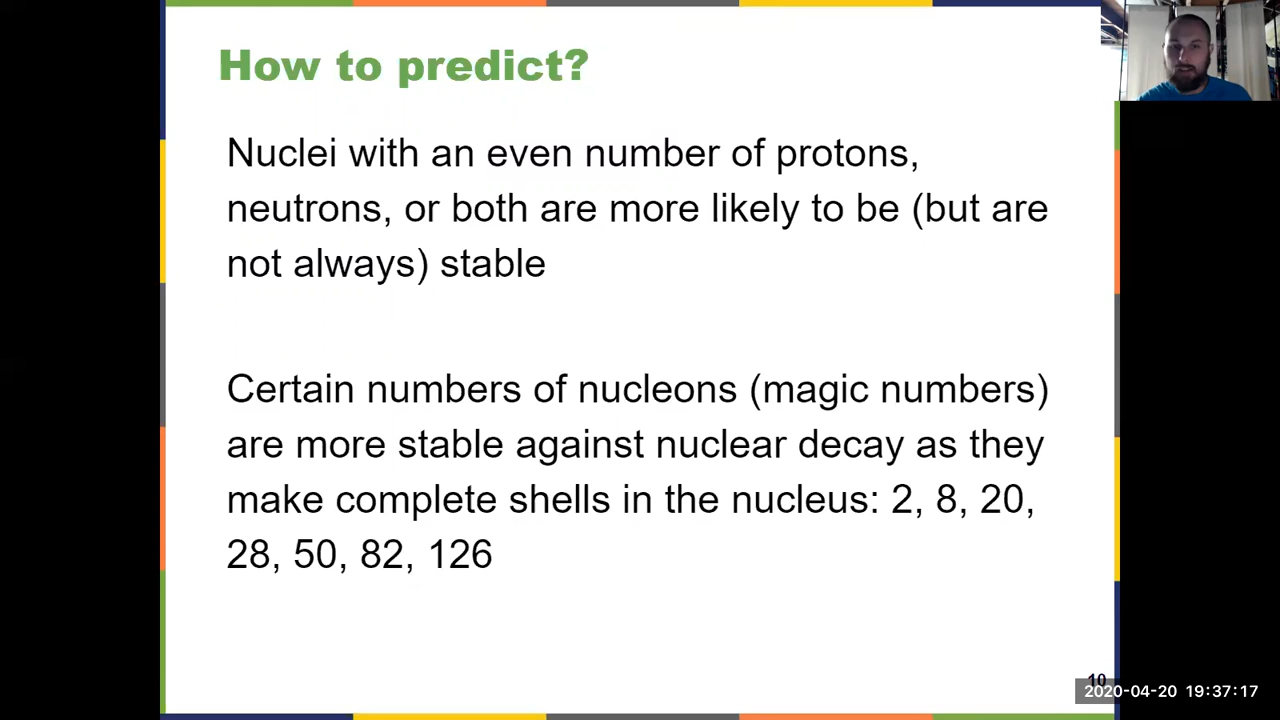 How to predict?
Nuclei with an even number of protons,
neutrons, or both are more likely to be (but are
not always) stable
Certain numbers of nucleons (magic numbers)
are more stable against nuclear decay as they
make complete shells in the nucleus: 2, 8, 20,
28, 50, 82, 126
10
2020-04-20 19:37:17